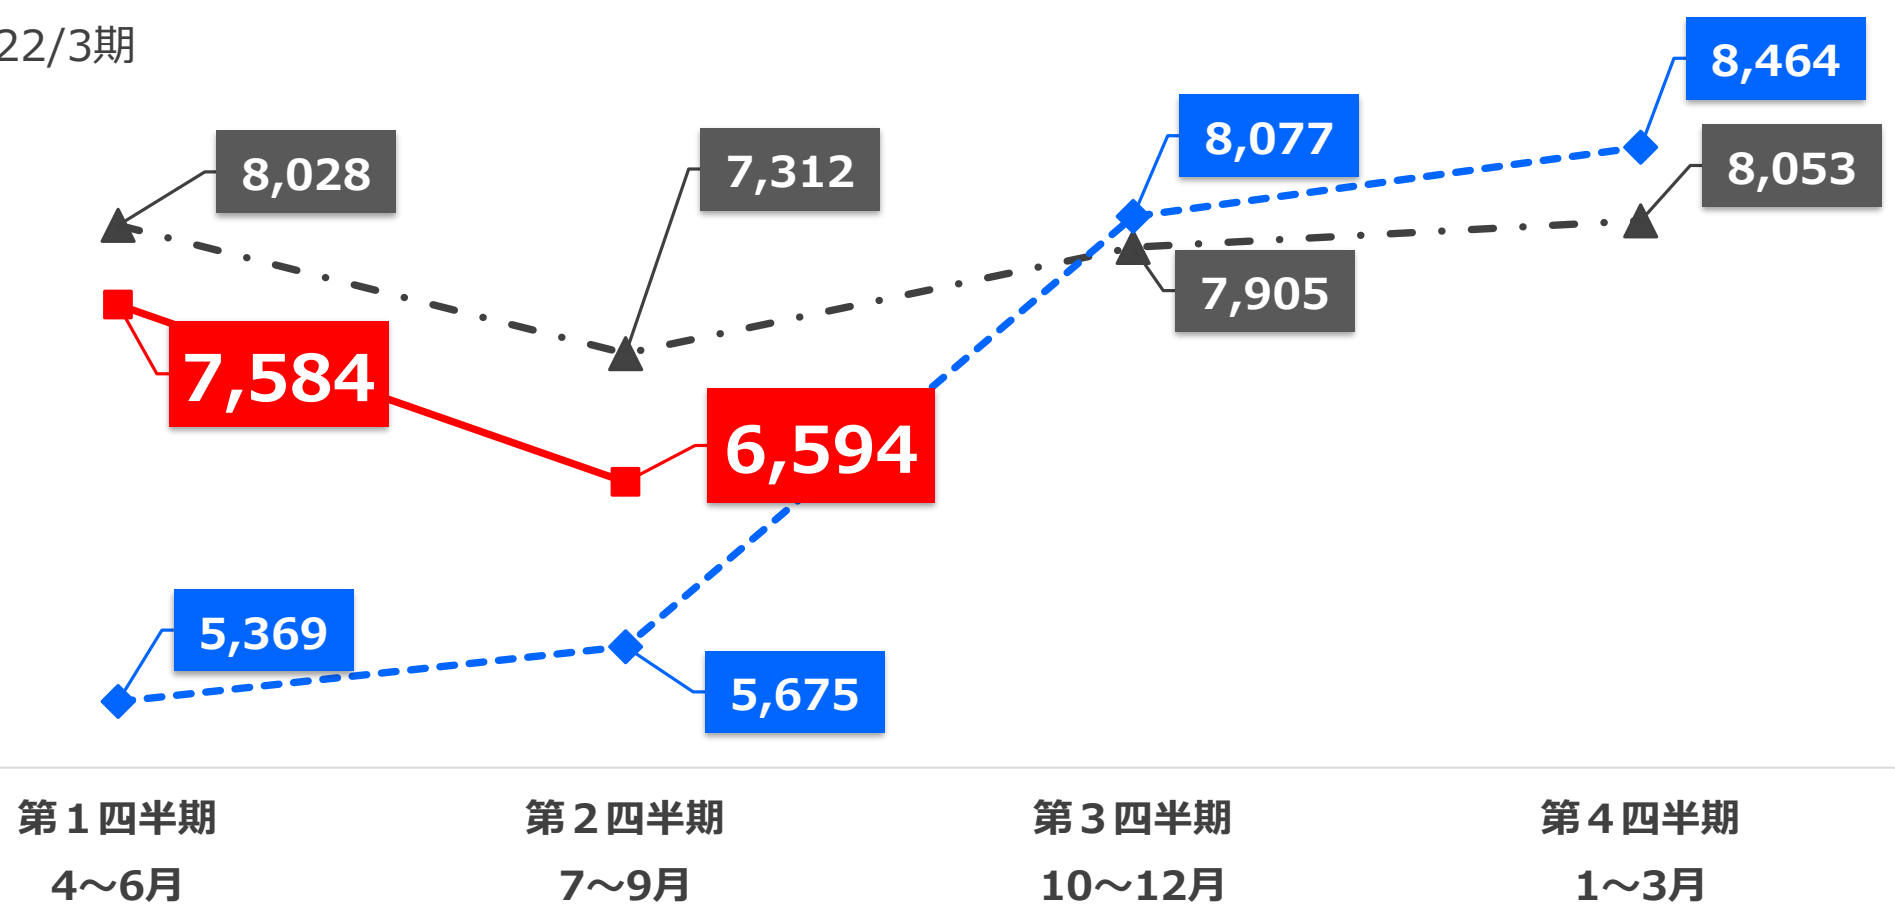 22/3期
8,464
8,077
8,028
7,312
8,053
7,905
7,584
6,594
5,369
5,675
第１四半期
第２四半期
第３四半期
第４四半期
4～6月
7～9月
10～12月
1～3月